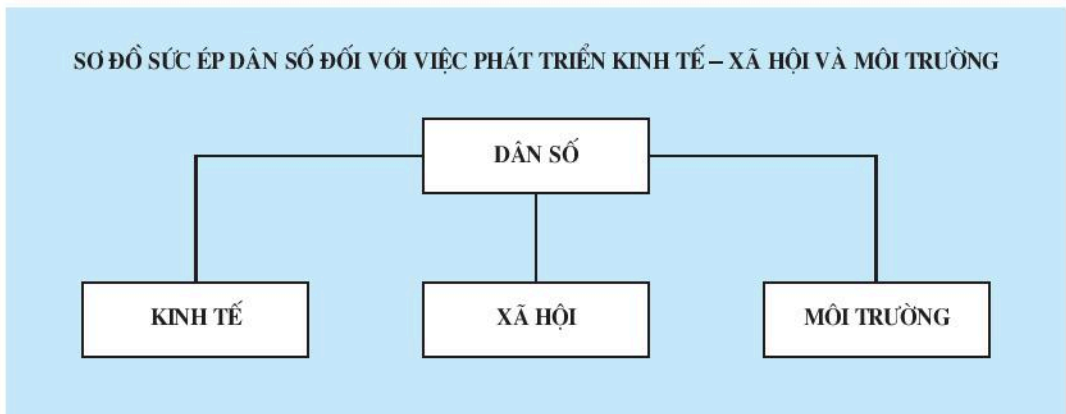 SƠ ĐỒ SỨC ÉP DÂN SỐ ĐỐI VỚI VIỆC PHÁT TRIỂN KINH TẾ – XÃ HỘI VÀ MÔI TRƯỜNG
DÂN SỐ
KINH TẾ
XÃ HỘI
MÔI TRƯỜNG